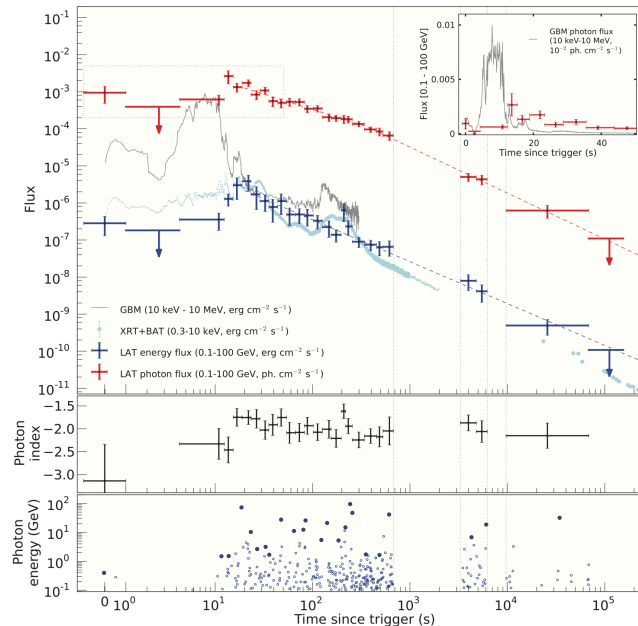 10⁻¹
10⁻²
10⁻³
10⁻⁴
10⁻⁵
10⁻⁶
10⁻⁷
10⁻⁸
10⁻⁹
10⁻¹⁰
10⁻¹¹
Flux
GBM (10 keV - 10 MeV, erg cm⁻² s⁻¹)
XRT+BAT (0.3-10 keV, erg cm⁻² s⁻¹)
LAT energy flux (0.1-100 GeV, erg cm⁻² s⁻¹)
LAT photon flux (0.1-100 GeV, ph. cm⁻² s⁻¹)
0.01
0.005
0
Flux [0.1 - 100 GeV]
GBM photon flux
(10 keV-10 MeV,
10⁻² ph. cm⁻² s⁻¹)
0 10 20 30 40 50
Time since trigger (s)
−1.5
−2.0
−2.5
−3.0
Photon
index
10²
10¹
10⁰
10⁻¹
Photon
energy (GeV)
0 10⁰ 10¹ 10² 10³ 10⁴ 10⁵
Time since trigger (s)